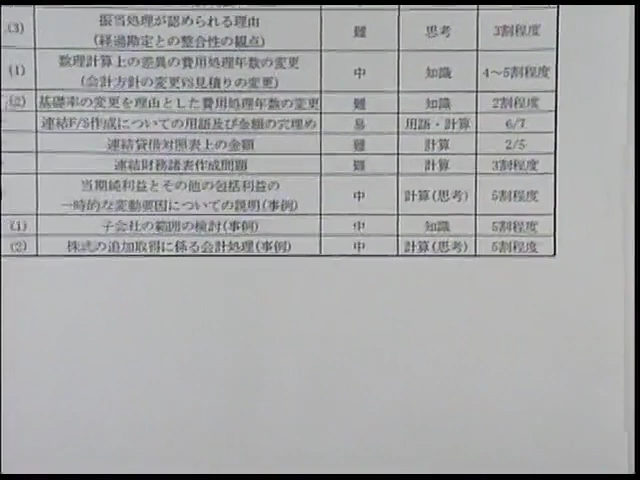 (3) 振当処理が認められる理由 難 思考 3割程度
(経過勘定との整合性の観点)
(1) 数理計算上の差異の費用処理年数の変更 中 知識 4～5割程度
(会計方針の変更VS見積りの変更)
(2) 基礎率の変更を理由とした費用処理年数の変更 難 知識 2割程度
連結F/S作成についての用語及び金額の穴埋め 易 用語・計算 6/7
連結貸借対照表上の金額 難 計算 2/5
連結財務諸表作成問題 難 計算 3割程度
当期純利益とその他の包括利益の 中 計算(思考) 5割程度
一時的な変動要因についての説明(事例)
(1) 子会社の範囲の検討(事例) 中 知識 5割程度
(2) 株式の追加取得に係る会計処理(事例) 中 計算(思考) 5割程度